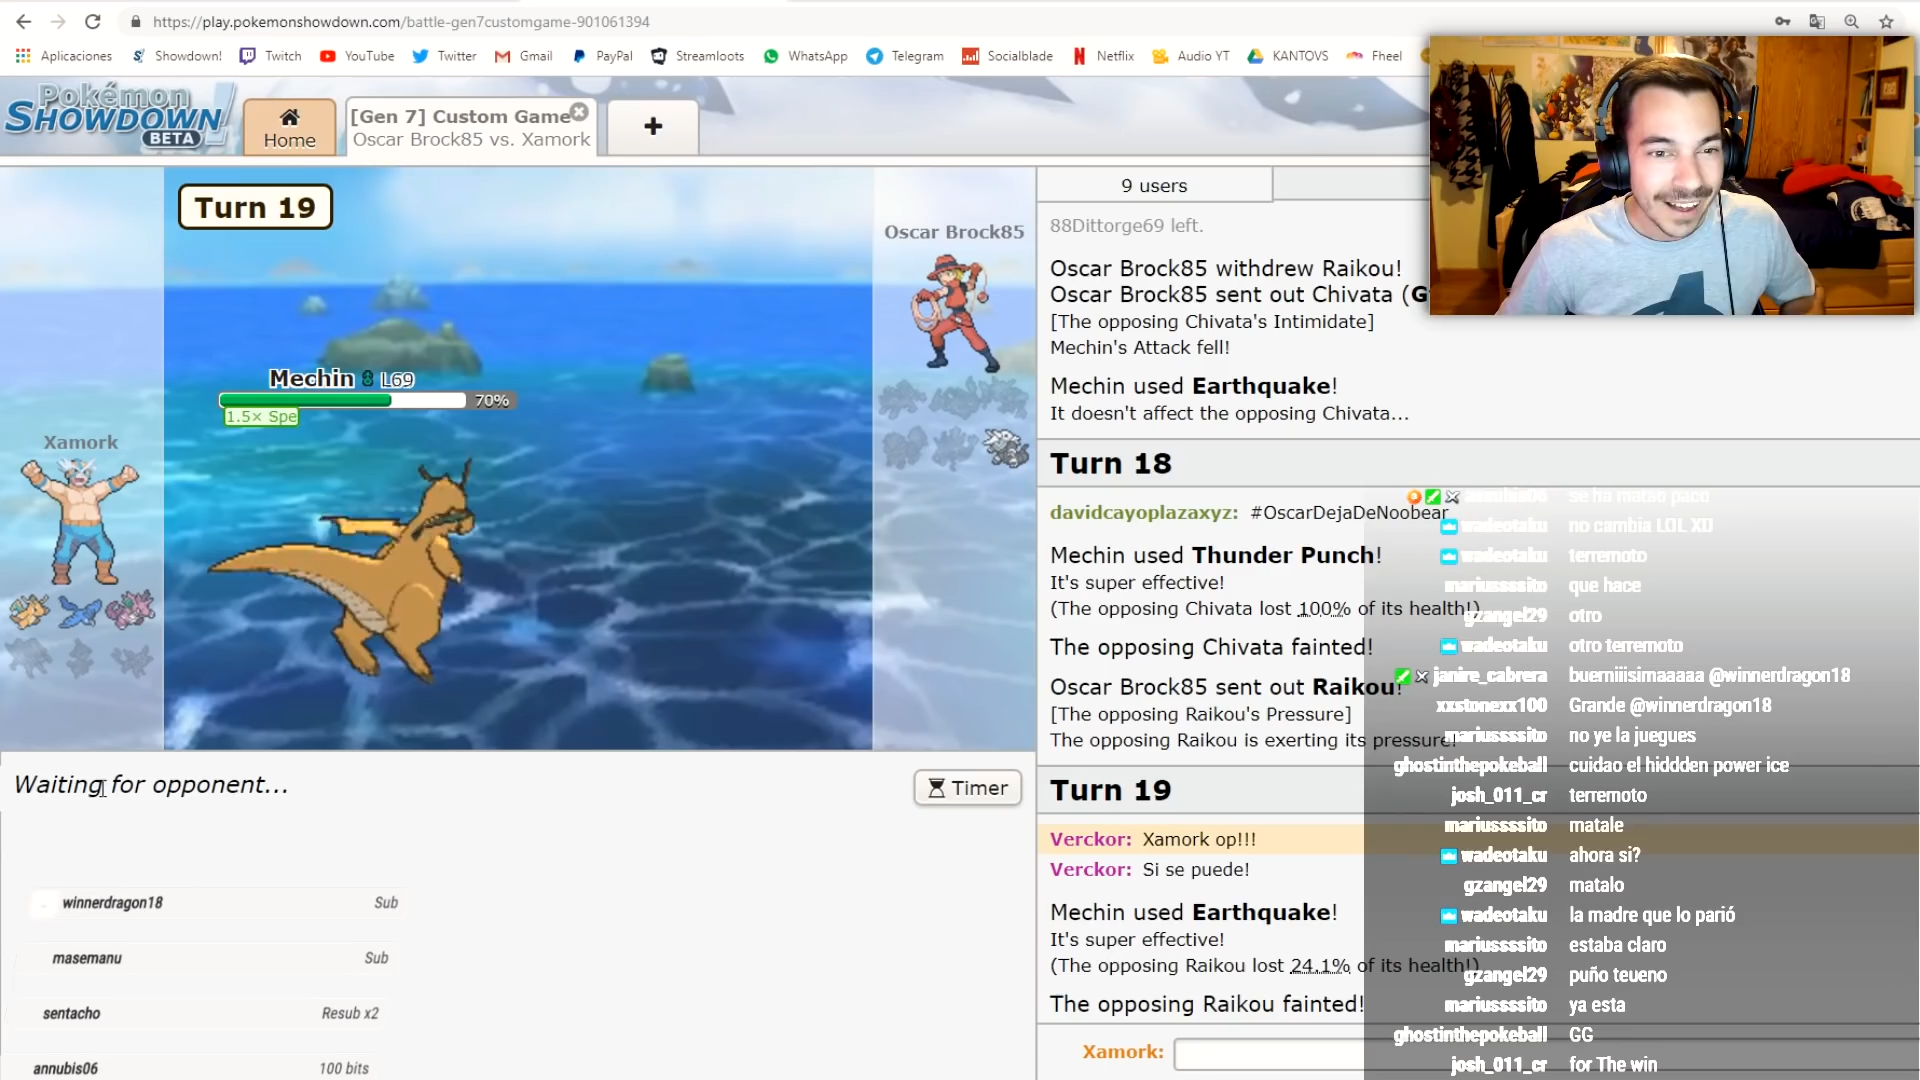 https://play.pokemonshowdown.com/battle-gen7customgame-901061394
Aplicaciones
Showdown!
Twitch
YouTube
Twitter
Gmail
PayPal
Streamloots
WhatsApp
Telegram
Socialblade
Netflix
Audio YT
KANTOVS
Fheel
Pokémon
SHOWDOWN
BETA
Home
[Gen 7] Custom Game
Oscar Brock85 vs. Xamork
+
Turn 19
Oscar Brock85
Mechin L69
70%
1.5× Spe
Xamork
Waiting for opponent...
Timer
winnerdragon18 Sub
masemanu Sub
sentacho Resub x2
annubis06 100 bits
9 users
88Dittorge69 left.
Oscar Brock85 withdrew Raikou!
Oscar Brock85 sent out Chivata (G
[The opposing Chivata's Intimidate]
Mechin's Attack fell!
Mechin used Earthquake!
It doesn't affect the opposing Chivata...
Turn 18
davidcayoplazaxyz: #OscarDejaDeNoobear
Mechin used Thunder Punch!
It's super effective!
(The opposing Chivata lost 100% of its health!)
The opposing Chivata fainted!
Oscar Brock85 sent out Raikou!
[The opposing Raikou's Pressure]
The opposing Raikou is exerting its pressure!
Turn 19
Verckor: Xamork op!!!
Verckor: Si se puede!
Mechin used Earthquake!
It's super effective!
(The opposing Raikou lost 24.1% of its health!)
The opposing Raikou fainted!
Xamork:
annubis06 se ha matao paco
wadeotaku no cambia LOL XD
wadeotaku terremoto
mariussssito que hace
gzangel29 otro
wadeotaku otro terremoto
janire_cabrera buerniiisimaaaaa @winnerdragon18
xxstonexx100 Grande @winnerdragon18
mariussssito no ye la juegues
ghostinthepokeball cuidao el hiddden power ice
josh_011_cr terremoto
mariussssito matale
wadeotaku ahora si?
gzangel29 matalo
wadeotaku la madre que lo parió
mariussssito estaba claro
gzangel29 puño teueno
mariussssito ya esta
ghostinthepokeball GG
josh_011_cr for The win